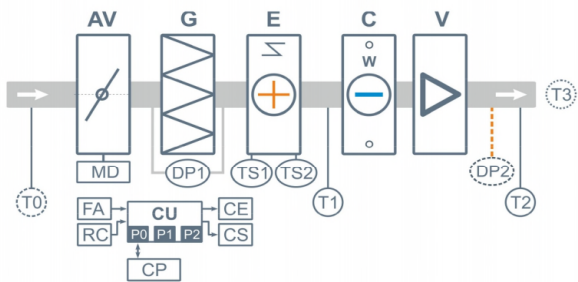 AV G E C V
W
T3
MD DP1 TS1 TS2 DP2
T0 T1 T2
FA CU CE
RC P0 P1 P2 CS
CP